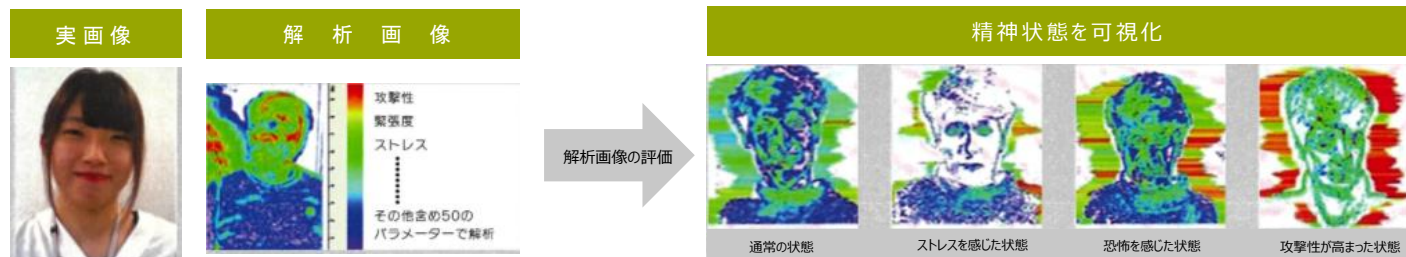 実画像
解析画像
精神状態を可視化
攻撃性
緊張度
ストレス
その他含め50の
パラメーターで解析
解析画像の評価
通常の状態
ストレスを感じた状態
恐怖を感じた状態
攻撃性が高まった状態